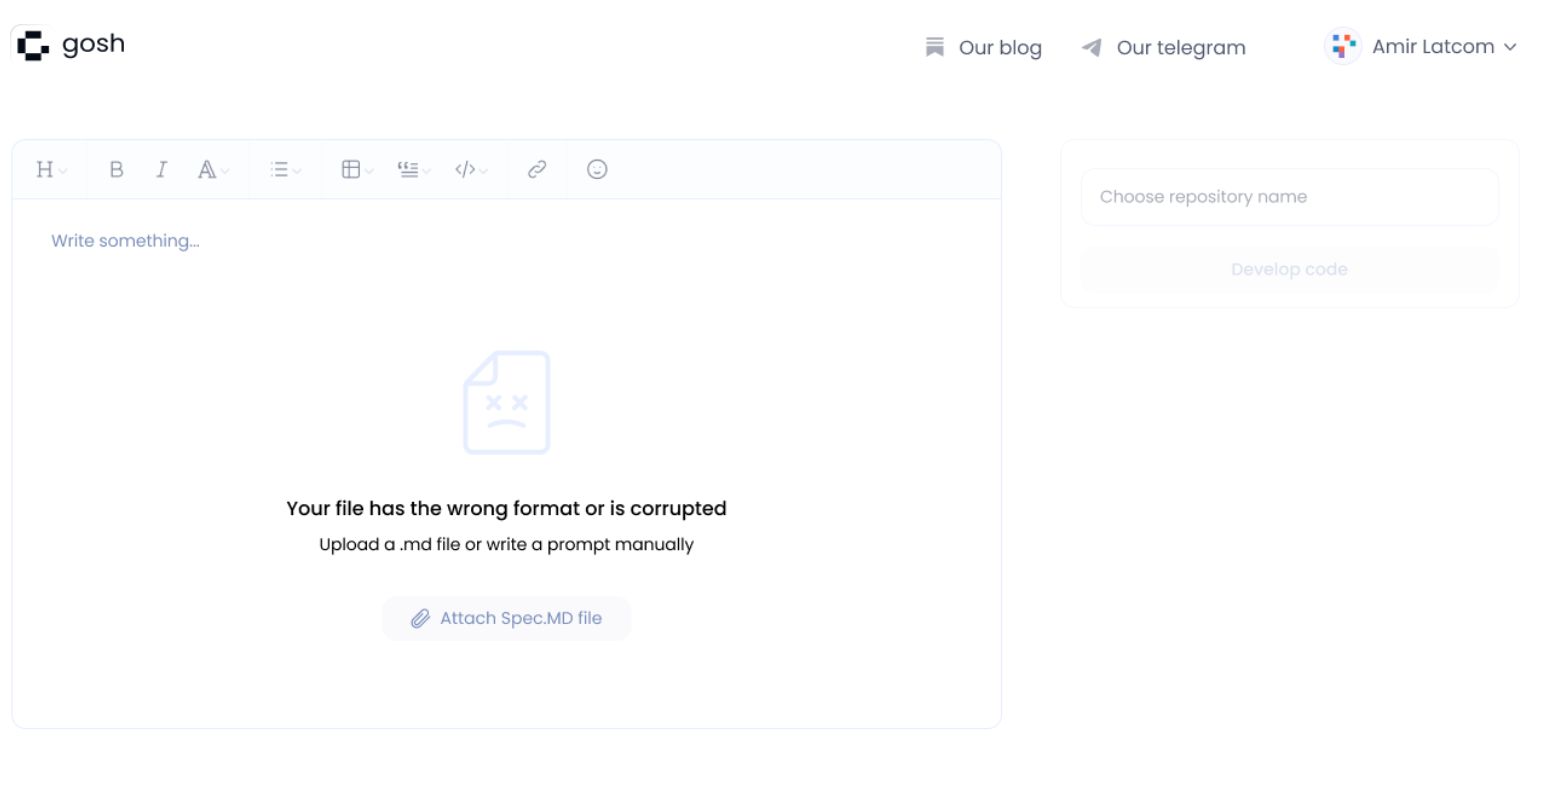 gosh
Our blog
Our telegram
Amir Latcom
H
B
I
A
Write something...
Choose repository name
Develop code
Your file has the wrong format or is corrupted
Upload a .md file or write a prompt manually
Attach Spec.MD file